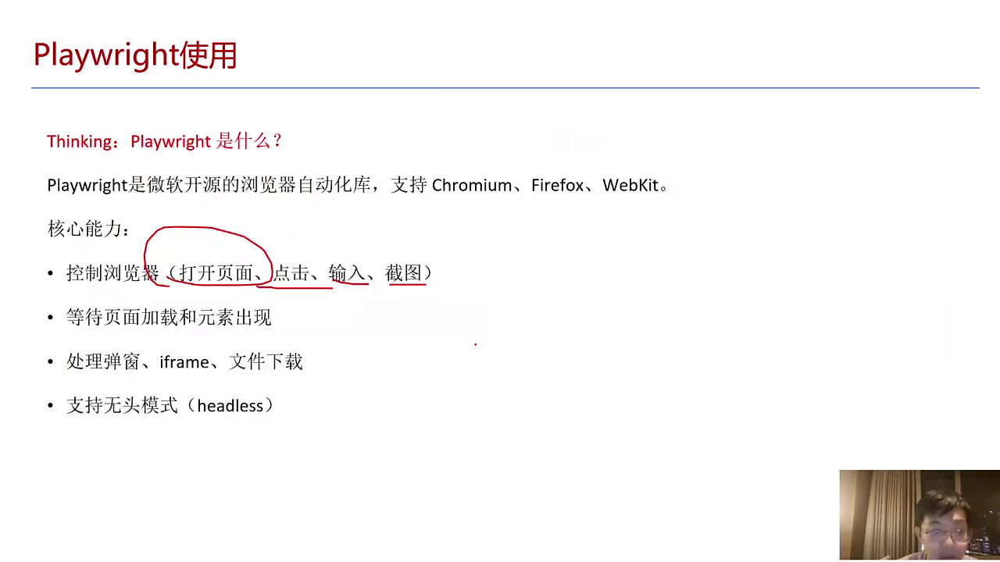 Playwright使用
Thinking：Playwright 是什么？
Playwright是微软开源的浏览器自动化库，支持 Chromium、Firefox、WebKit。
核心能力：
• 控制浏览器（打开页面、点击、输入、截图）
• 等待页面加载和元素出现
• 处理弹窗、iframe、文件下载
• 支持无头模式（headless）